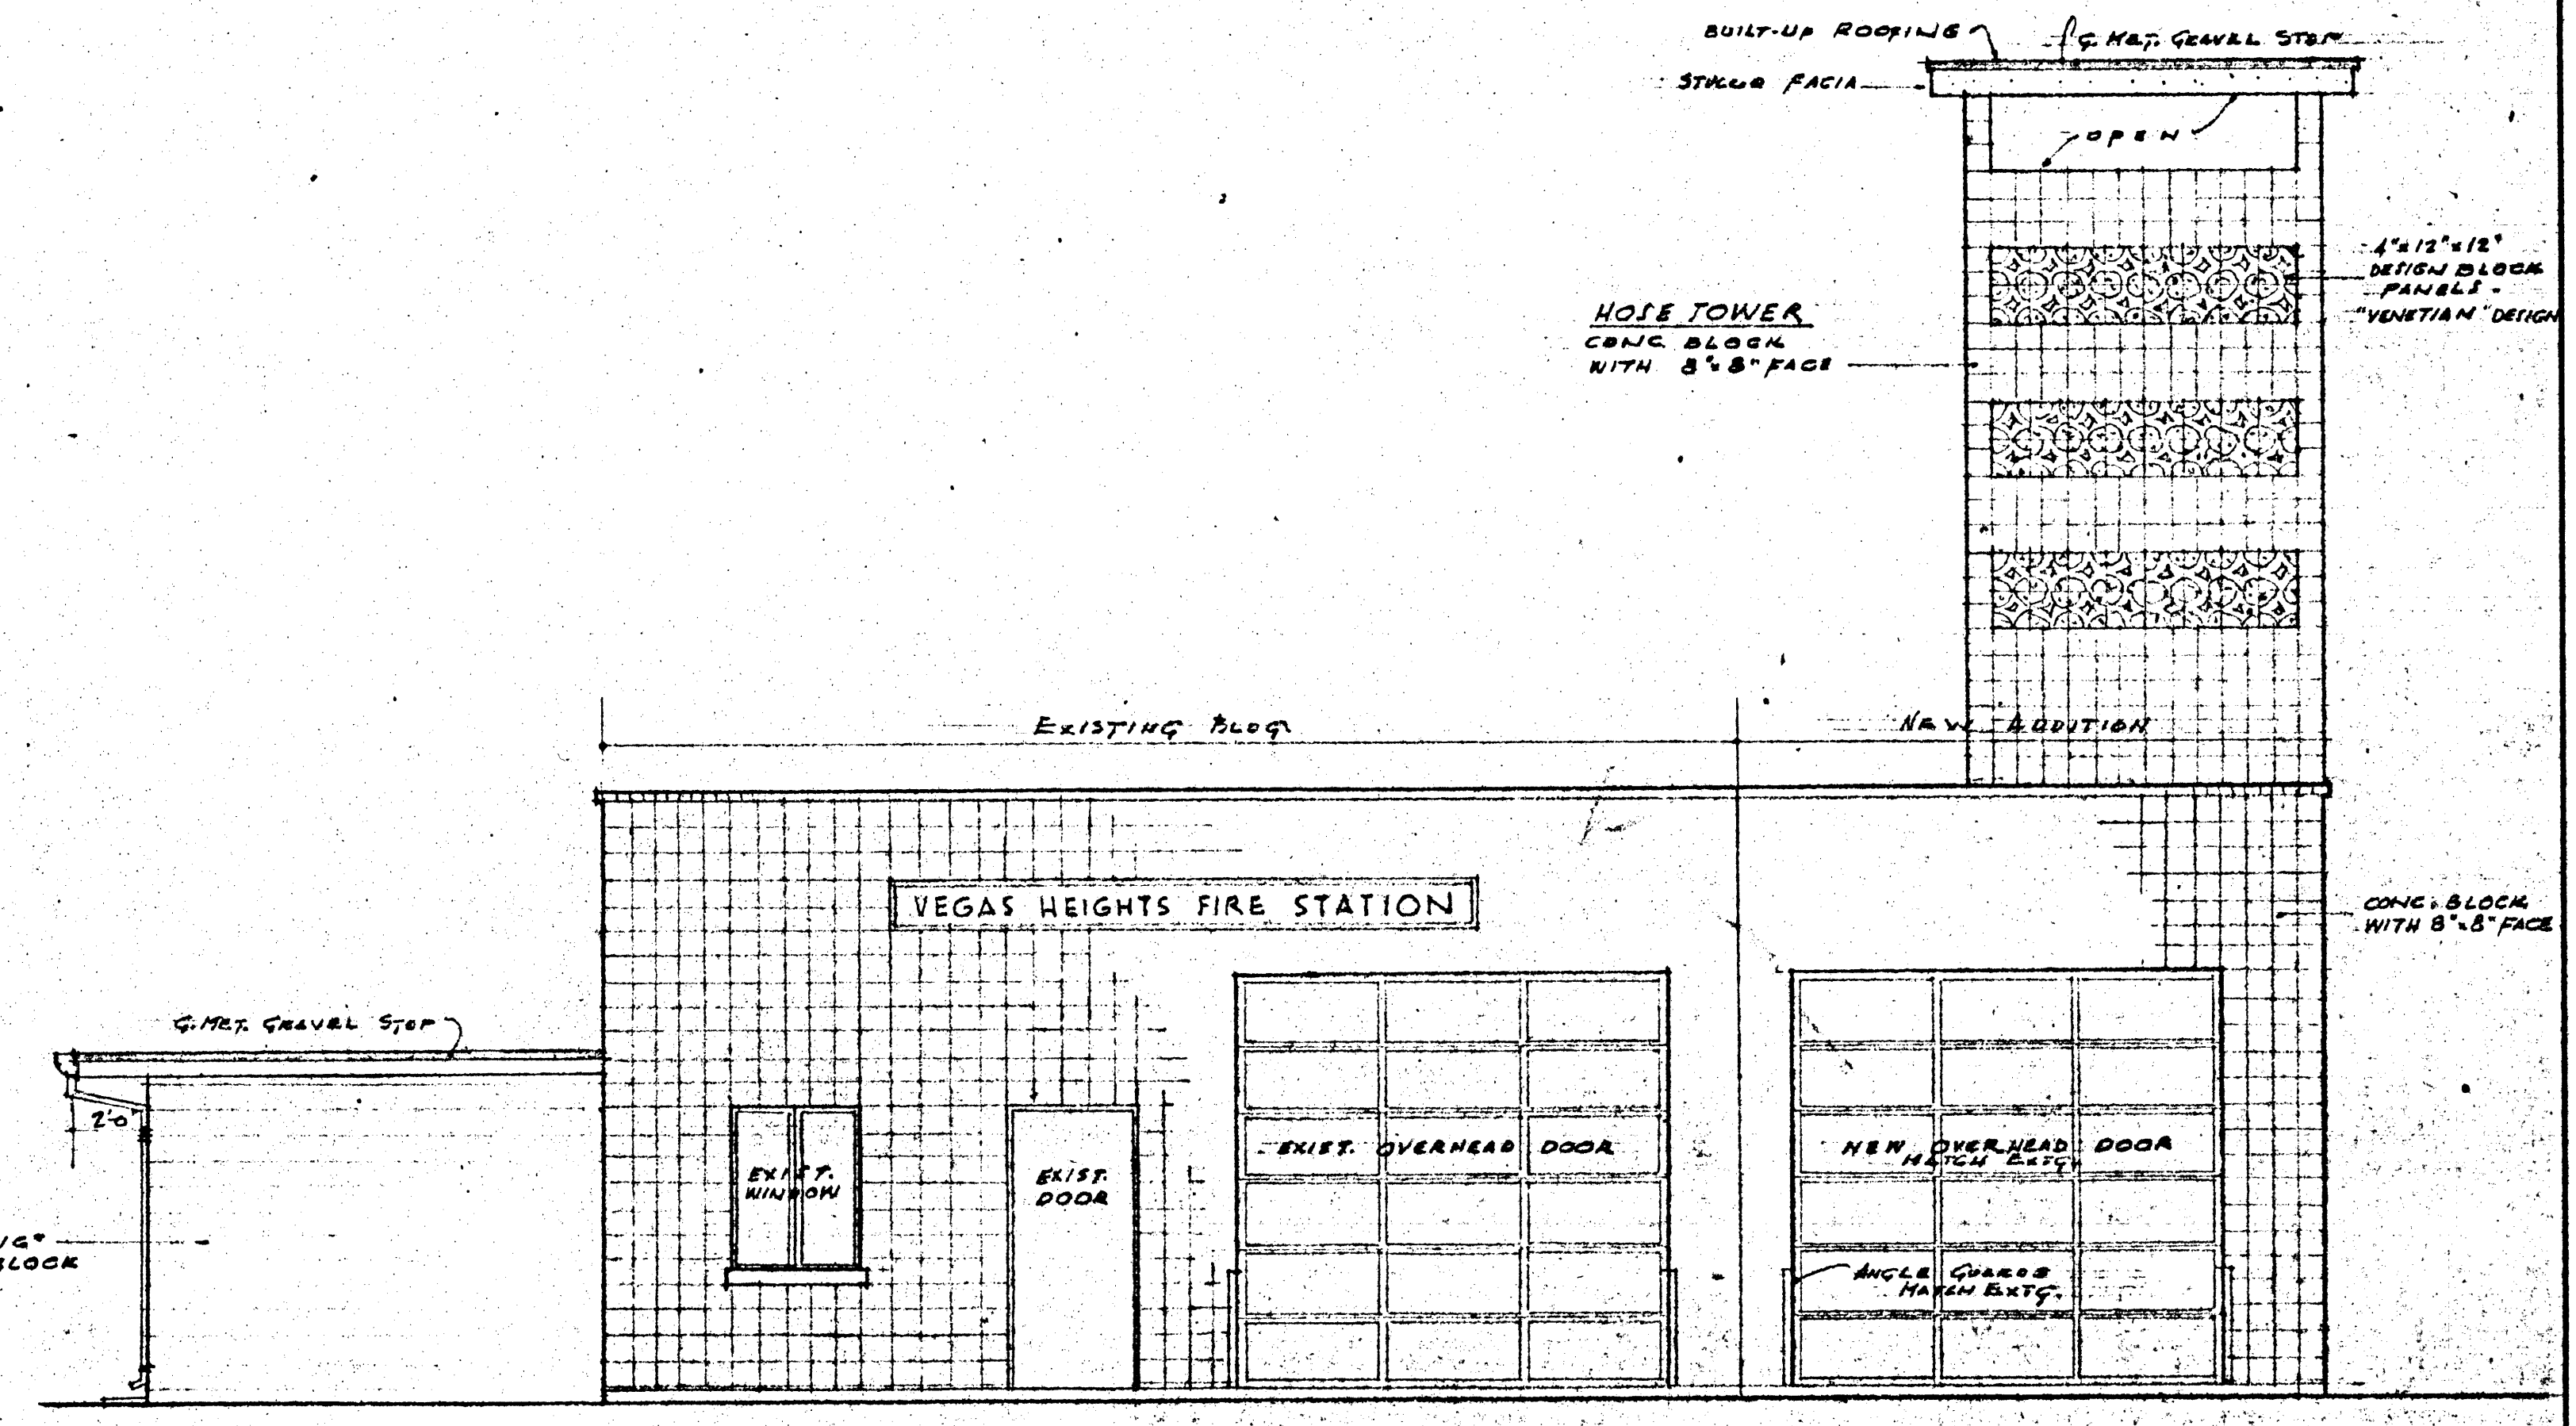 BUILT-UP ROOFING
G. MET. GRAVEL STOP
STUCCO FACIA
OPEN
4"x12"x12"
DESIGN BLOCK
PANELS -
"VENETIAN" DESIGN
HOSE TOWER
CONC. BLOCK
WITH 8"x8" FACE
EXISTING BLDG
NEW ADDITION
VEGAS HEIGHTS FIRE STATION
CONC. BLOCK
WITH 8"x8" FACE
G. MET. GRAVEL STOP
2'-0"
EXIST.
WINDOW
EXIST.
DOOR
EXIST. OVERHEAD DOOR
NEW OVERHEAD DOOR
MATCH EXTG.
BLOCK
ANGLE GUARDS
MATCH EXTG.